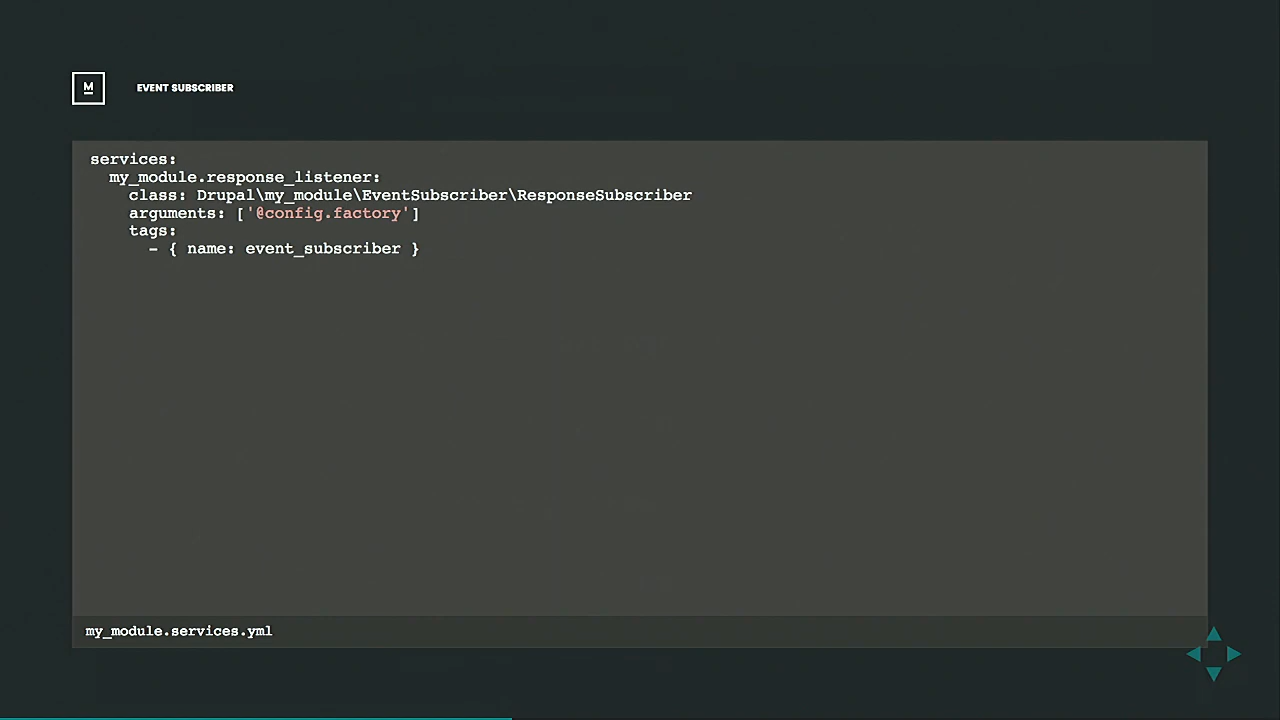 M
EVENT SUBSCRIBER
services:
  my_module.response_listener:
    class: Drupal\my_module\EventSubscriber\ResponseSubscriber
    arguments: ['@config.factory']
    tags:
      - { name: event_subscriber }
my_module.services.yml